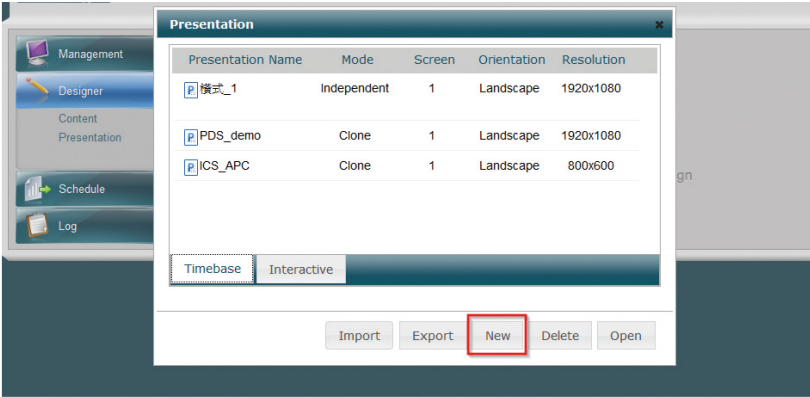 Presentation
Management
Designer
Content
Presentation
Schedule
Log
Presentation Name Mode Screen Orientation Resolution
橫式_1 Independent 1 Landscape 1920x1080
PDS_demo Clone 1 Landscape 1920x1080
ICS_APC Clone 1 Landscape 800x600
gn
Timebase Interactive
Import Export New Delete Open